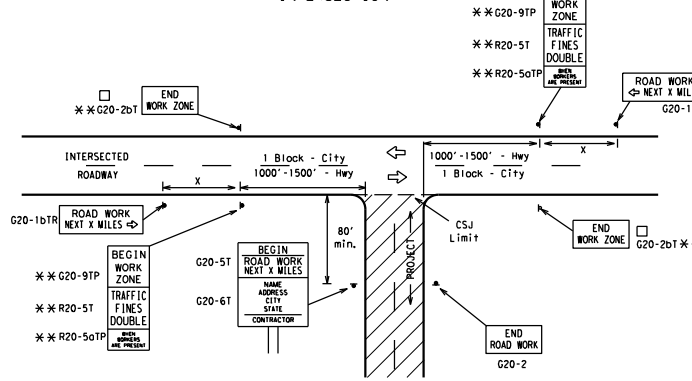 ✶✶G20-9TP
WORK
ZONE
✶✶R20-5T
TRAFFIC
FINES
DOUBLE
✶✶R20-5aTP
WHEN
WORKERS
ARE PRESENT
ROAD WORK
⇦ NEXT X MIL
G20-1
□
✶✶G20-2bT
END
WORK ZONE
INTERSECTED
ROADWAY
1 Block - City
1000'-1500' - Hwy
1000'-1500' - Hwy
1 Block - City
X
X
G20-1bTR
ROAD WORK
NEXT X MILES ⇨
80'
min.
CSJ
Limit
PROJECT
END
WORK ZONE
□
G20-2bT ✶
✶✶G20-9TP
BEGIN
WORK
ZONE
✶✶R20-5T
TRAFFIC
FINES
DOUBLE
✶✶R20-5aTP
WHEN
WORKERS
ARE PRESENT
G20-5T
BEGIN
ROAD WORK
NEXT X MILES
G20-6T
NAME
ADDRESS
CITY
STATE
CONTRACTOR
END
ROAD WORK
G20-2